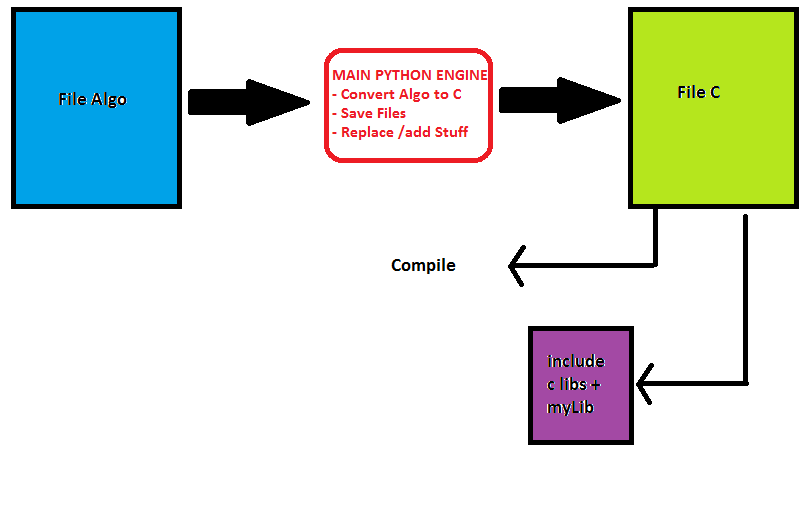 File Algo
MAIN PYTHON ENGINE
- Convert Algo to C
- Save Files
- Replace /add Stuff
File C
Compile
include
c libs +
myLib